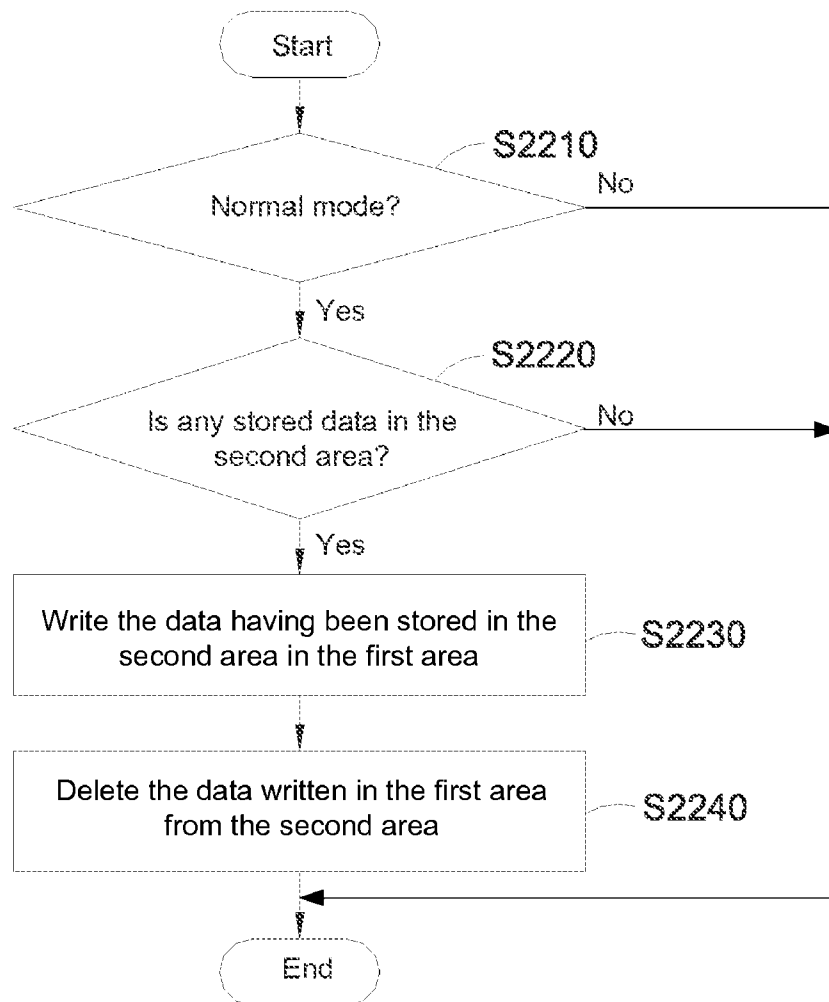 Start
S2210
Normal mode?
No
Yes
S2220
Is any stored data in the
second area?
No
Yes
Write the data having been stored in the
second area in the first area
S2230
Delete the data written in the first area
from the second area
S2240
End